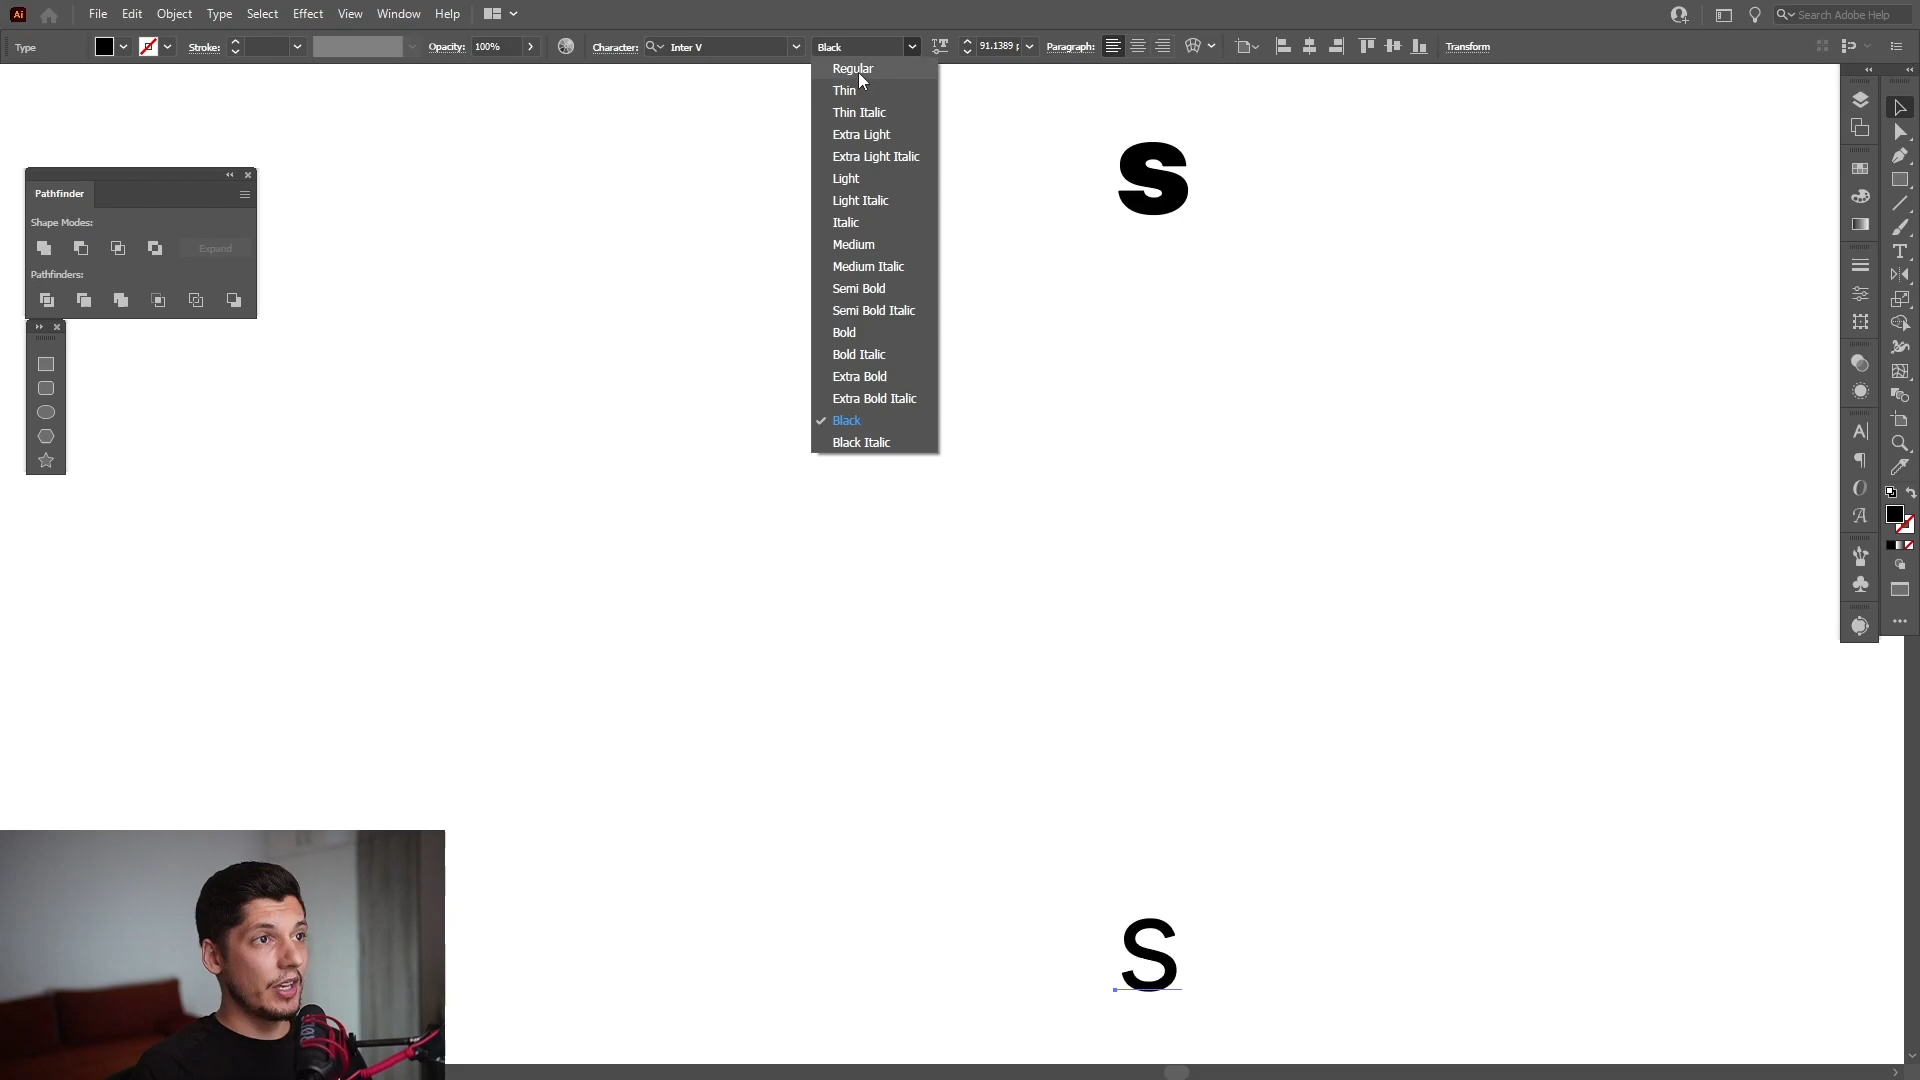 Ai File Edit Object Type Select Effect View Window Help Search Adobe Help
Type Stroke: Opacity: 100% Character: Inter V Black 91.1389 p Paragraph: Transform
Regular
Thin
Thin Italic
Extra Light
Extra Light Italic
Light
Light Italic
Italic
Medium
Medium Italic
Semi Bold
Semi Bold Italic
Bold
Bold Italic
Extra Bold
Extra Bold Italic
Black
Black Italic
Pathfinder
Shape Modes:
Expand
Pathfinders:
s
S